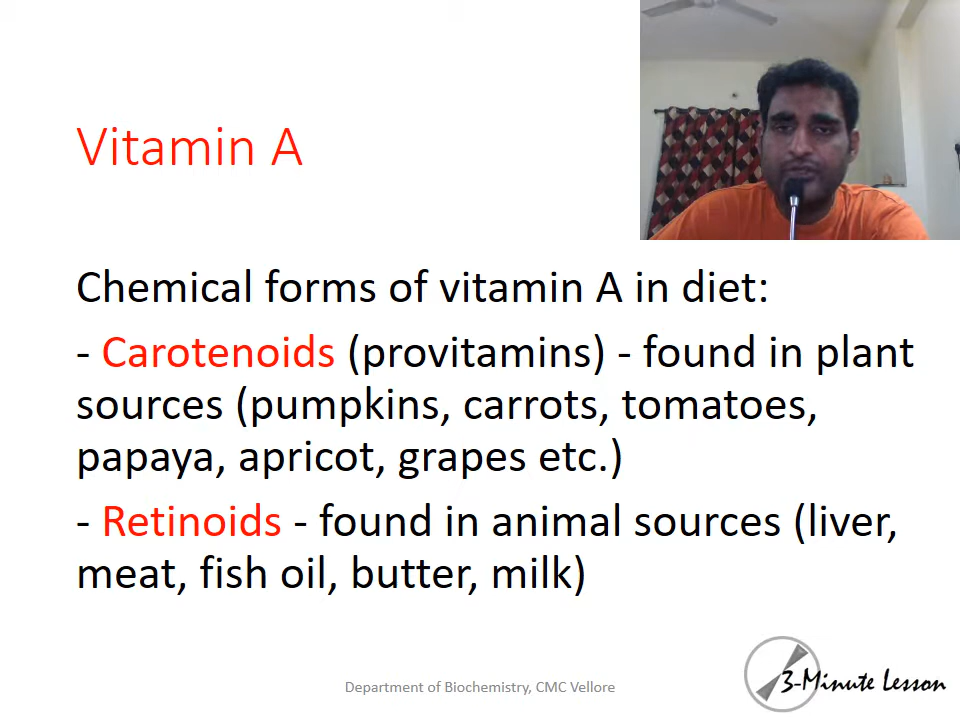 Vitamin A
Chemical forms of vitamin A in diet:
- Carotenoids (provitamins) - found in plant
sources (pumpkins, carrots, tomatoes,
papaya, apricot, grapes etc.)
- Retinoids - found in animal sources (liver,
meat, fish oil, butter, milk)
Department of Biochemistry, CMC Vellore
3-Minute Lesson